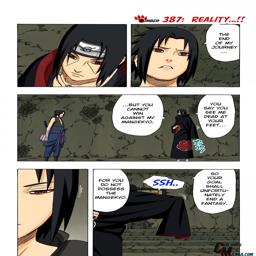 NUMBER 387: REALITY...!!
THE
END OF
MY
JOURNEY
...
YOU
SAY YOU
SEE ME
DEAD AT
YOUR
FEET...
...BUT YOU
CANNOT
WIN
AGAINST MY
MANGEKYO.
SO
YOUR
GOAL
SHALL
UNFORTU-
NATELY
END A
FANTASY.
SSH..
FOR YOU
DO NOT
POSSESS
THE
MANGEKYO.